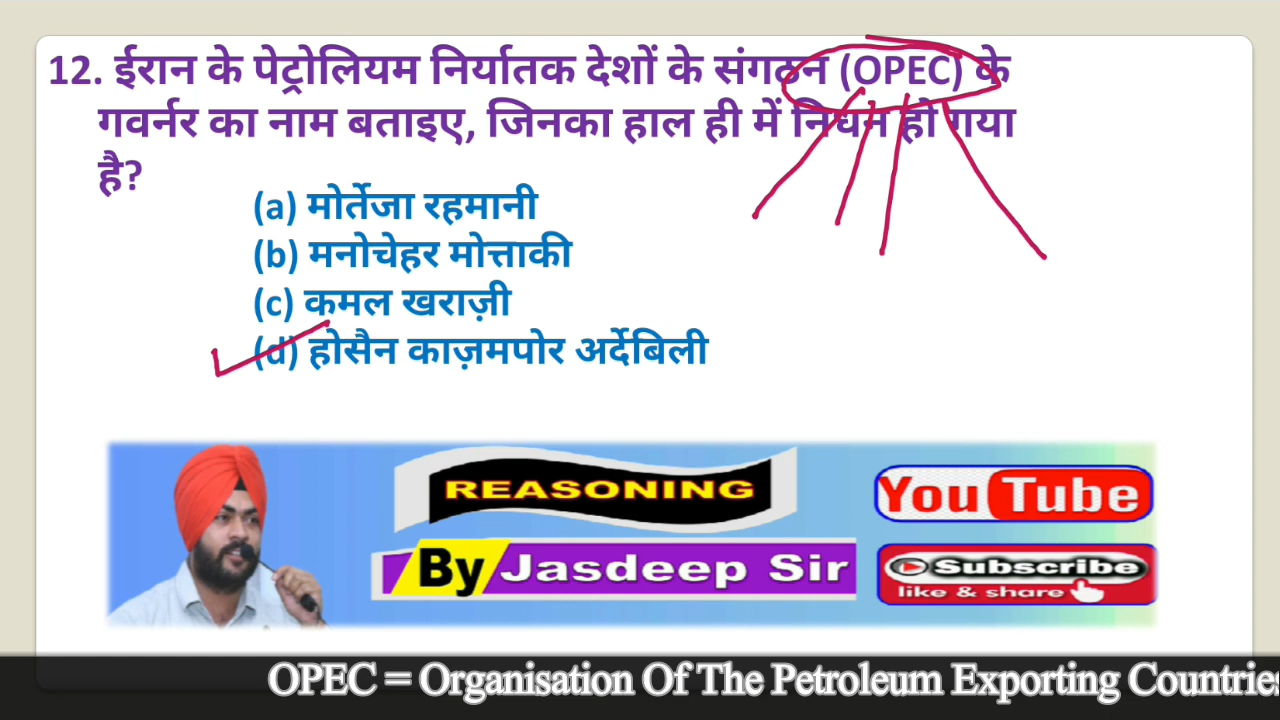 12. ईरान के पेट्रोलियम निर्यातक देशों के संगठन (OPEC) के
गवर्नर का नाम बताइए, जिनका हाल ही में निधन हो गया
है?
(a) मोर्तेजा रहमानी
(b) मनोचेहर मोत्ताकी
(c) कमल खराज़ी
(d) होसैन काज़मपोर अर्देबिली
REASONING
By Jasdeep Sir
You Tube
Subscribe
like & share
OPEC = Organisation Of The Petroleum Exporting Countries